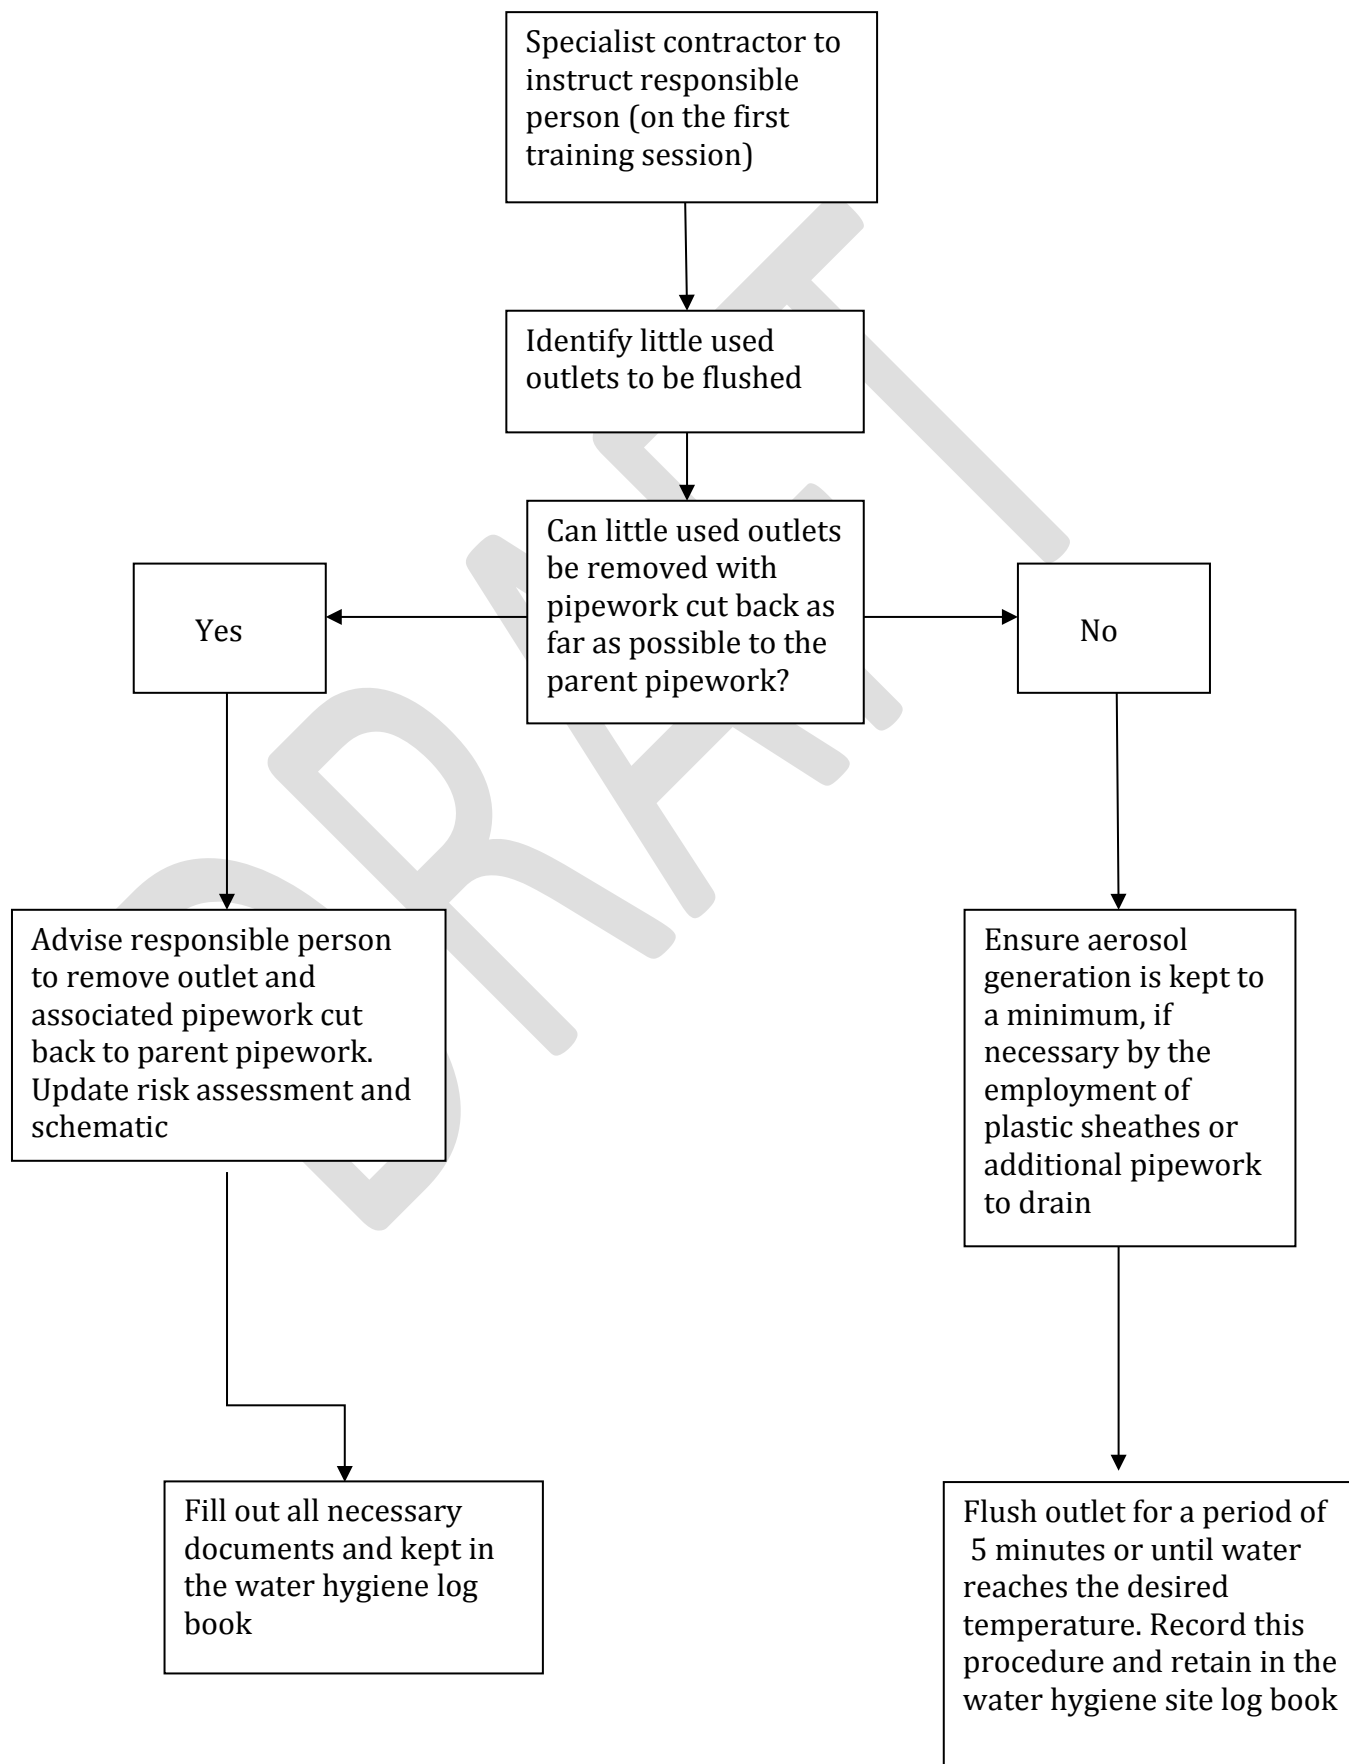 Specialist contractor to
instruct responsible
person (on the first
training session)
Identify little used
outlets to be flushed
Can little used outlets
be removed with
pipework cut back as
far as possible to the
parent pipework?
Yes
No
Advise responsible person
to remove outlet and
associated pipework cut
back to parent pipework.
Update risk assessment and
schematic
Ensure aerosol
generation is kept to
a minimum, if
necessary by the
employment of
plastic sheathes or
additional pipework
to drain
Fill out all necessary
documents and kept in
the water hygiene log
book
Flush outlet for a period of
5 minutes or until water
reaches the desired
temperature. Record this
procedure and retain in the
water hygiene site log book
DRAFT